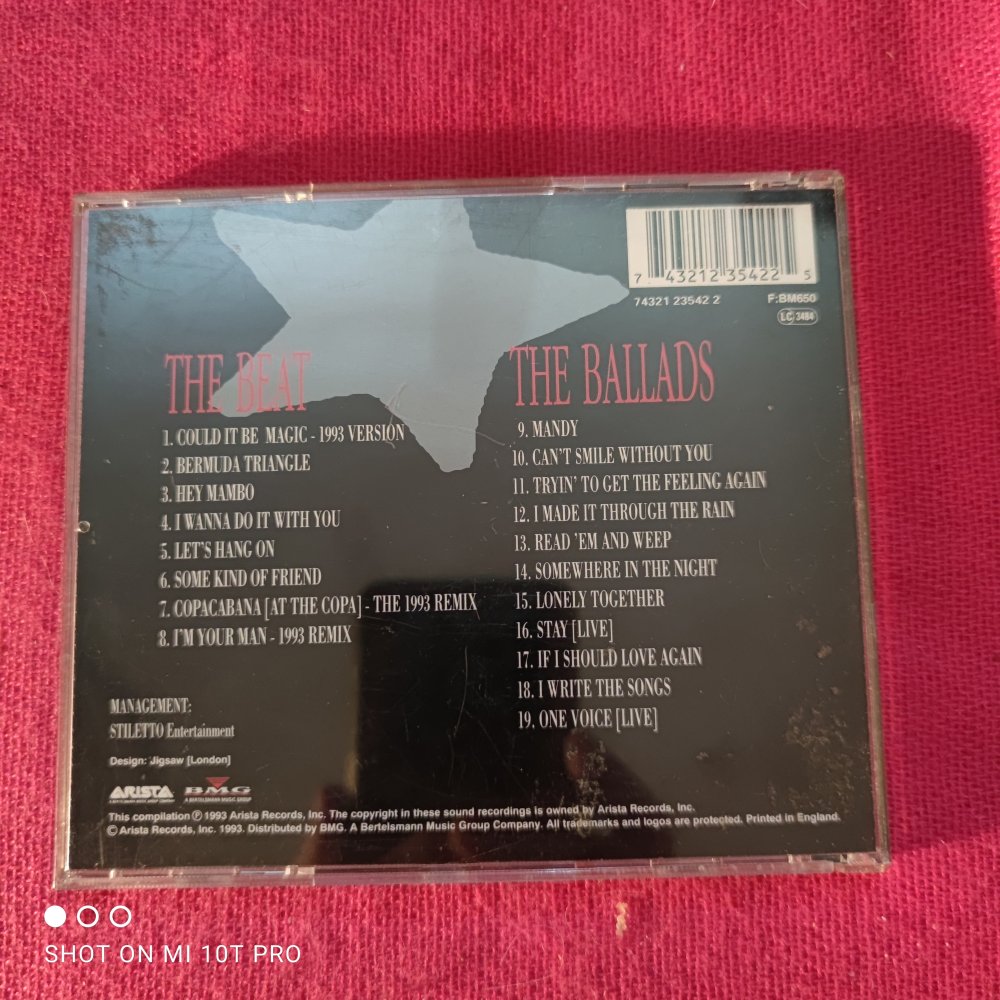 7 43212 35422 5
74321 23542 2
F:BM650
LC 3484
THE BEAT
1. COULD IT BE MAGIC - 1993 VERSION
2. BERMUDA TRIANGLE
3. HEY MAMBO
4. I WANNA DO IT WITH YOU
5. LET'S HANG ON
6. SOME KIND OF FRIEND
7. COPACABANA [AT THE COPA] - THE 1993 REMIX
8. I'M YOUR MAN - 1993 REMIX
THE BALLADS
9. MANDY
10. CAN'T SMILE WITHOUT YOU
11. TRYIN' TO GET THE FEELING AGAIN
12. I MADE IT THROUGH THE RAIN
13. READ 'EM AND WEEP
14. SOMEWHERE IN THE NIGHT
15. LONELY TOGETHER
16. STAY [LIVE]
17. IF I SHOULD LOVE AGAIN
18. I WRITE THE SONGS
19. ONE VOICE [LIVE]
MANAGEMENT:
STILETTO Entertainment
Design: Jigsaw [London]
ARISTA
A BERTELSMANN MUSIC GROUP COMPANY
BMG
A BERTELSMANN MUSIC GROUP
This compilation ℗ 1993 Arista Records, Inc. The copyright in these sound recordings is owned by Arista Records, Inc.
© Arista Records, Inc. 1993. Distributed by BMG. A Bertelsmann Music Group Company. All trademarks and logos are protected. Printed in England.
SHOT ON MI 10T PRO